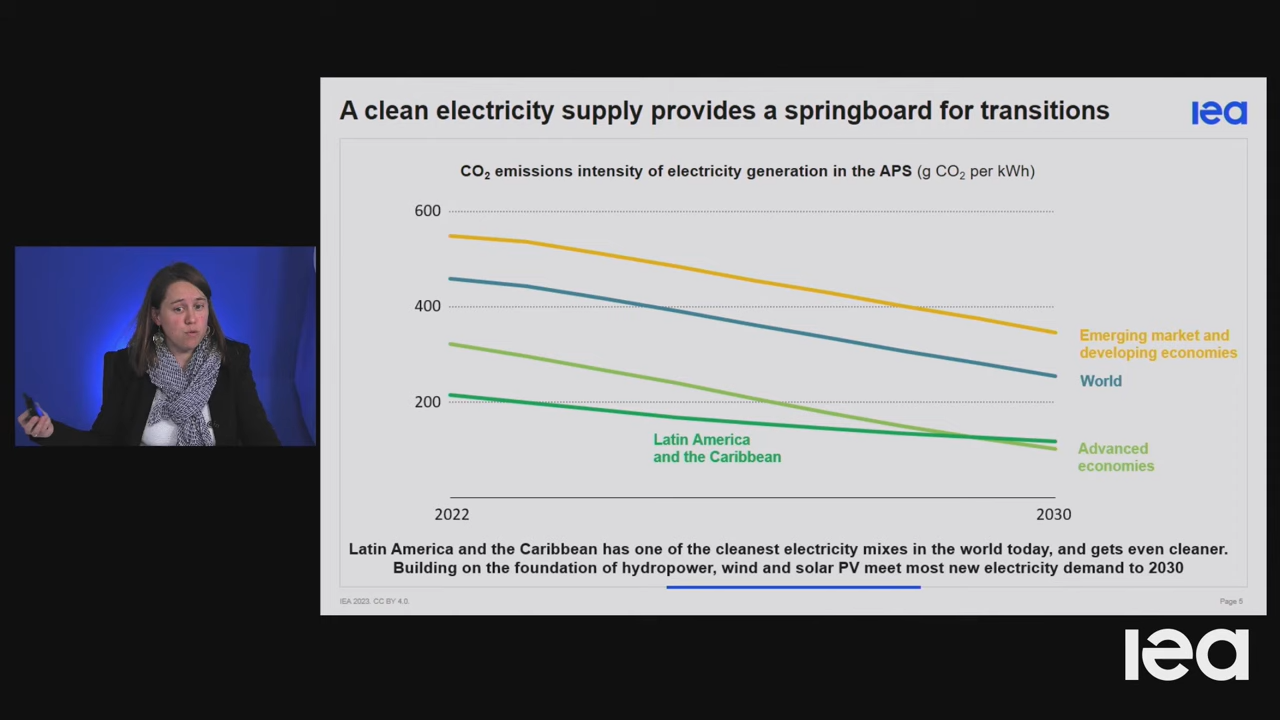 A clean electricity supply provides a springboard for transitions
iea
CO₂ emissions intensity of electricity generation in the APS (g CO₂ per kWh)
600
400
200
Emerging market and
developing economies
World
Latin America
and the Caribbean
Advanced
economies
2022
2030
Latin America and the Caribbean has one of the cleanest electricity mixes in the world today, and gets even cleaner.
Building on the foundation of hydropower, wind and solar PV meet most new electricity demand to 2030
IEA 2023. CC BY 4.0.
Page 5
iea